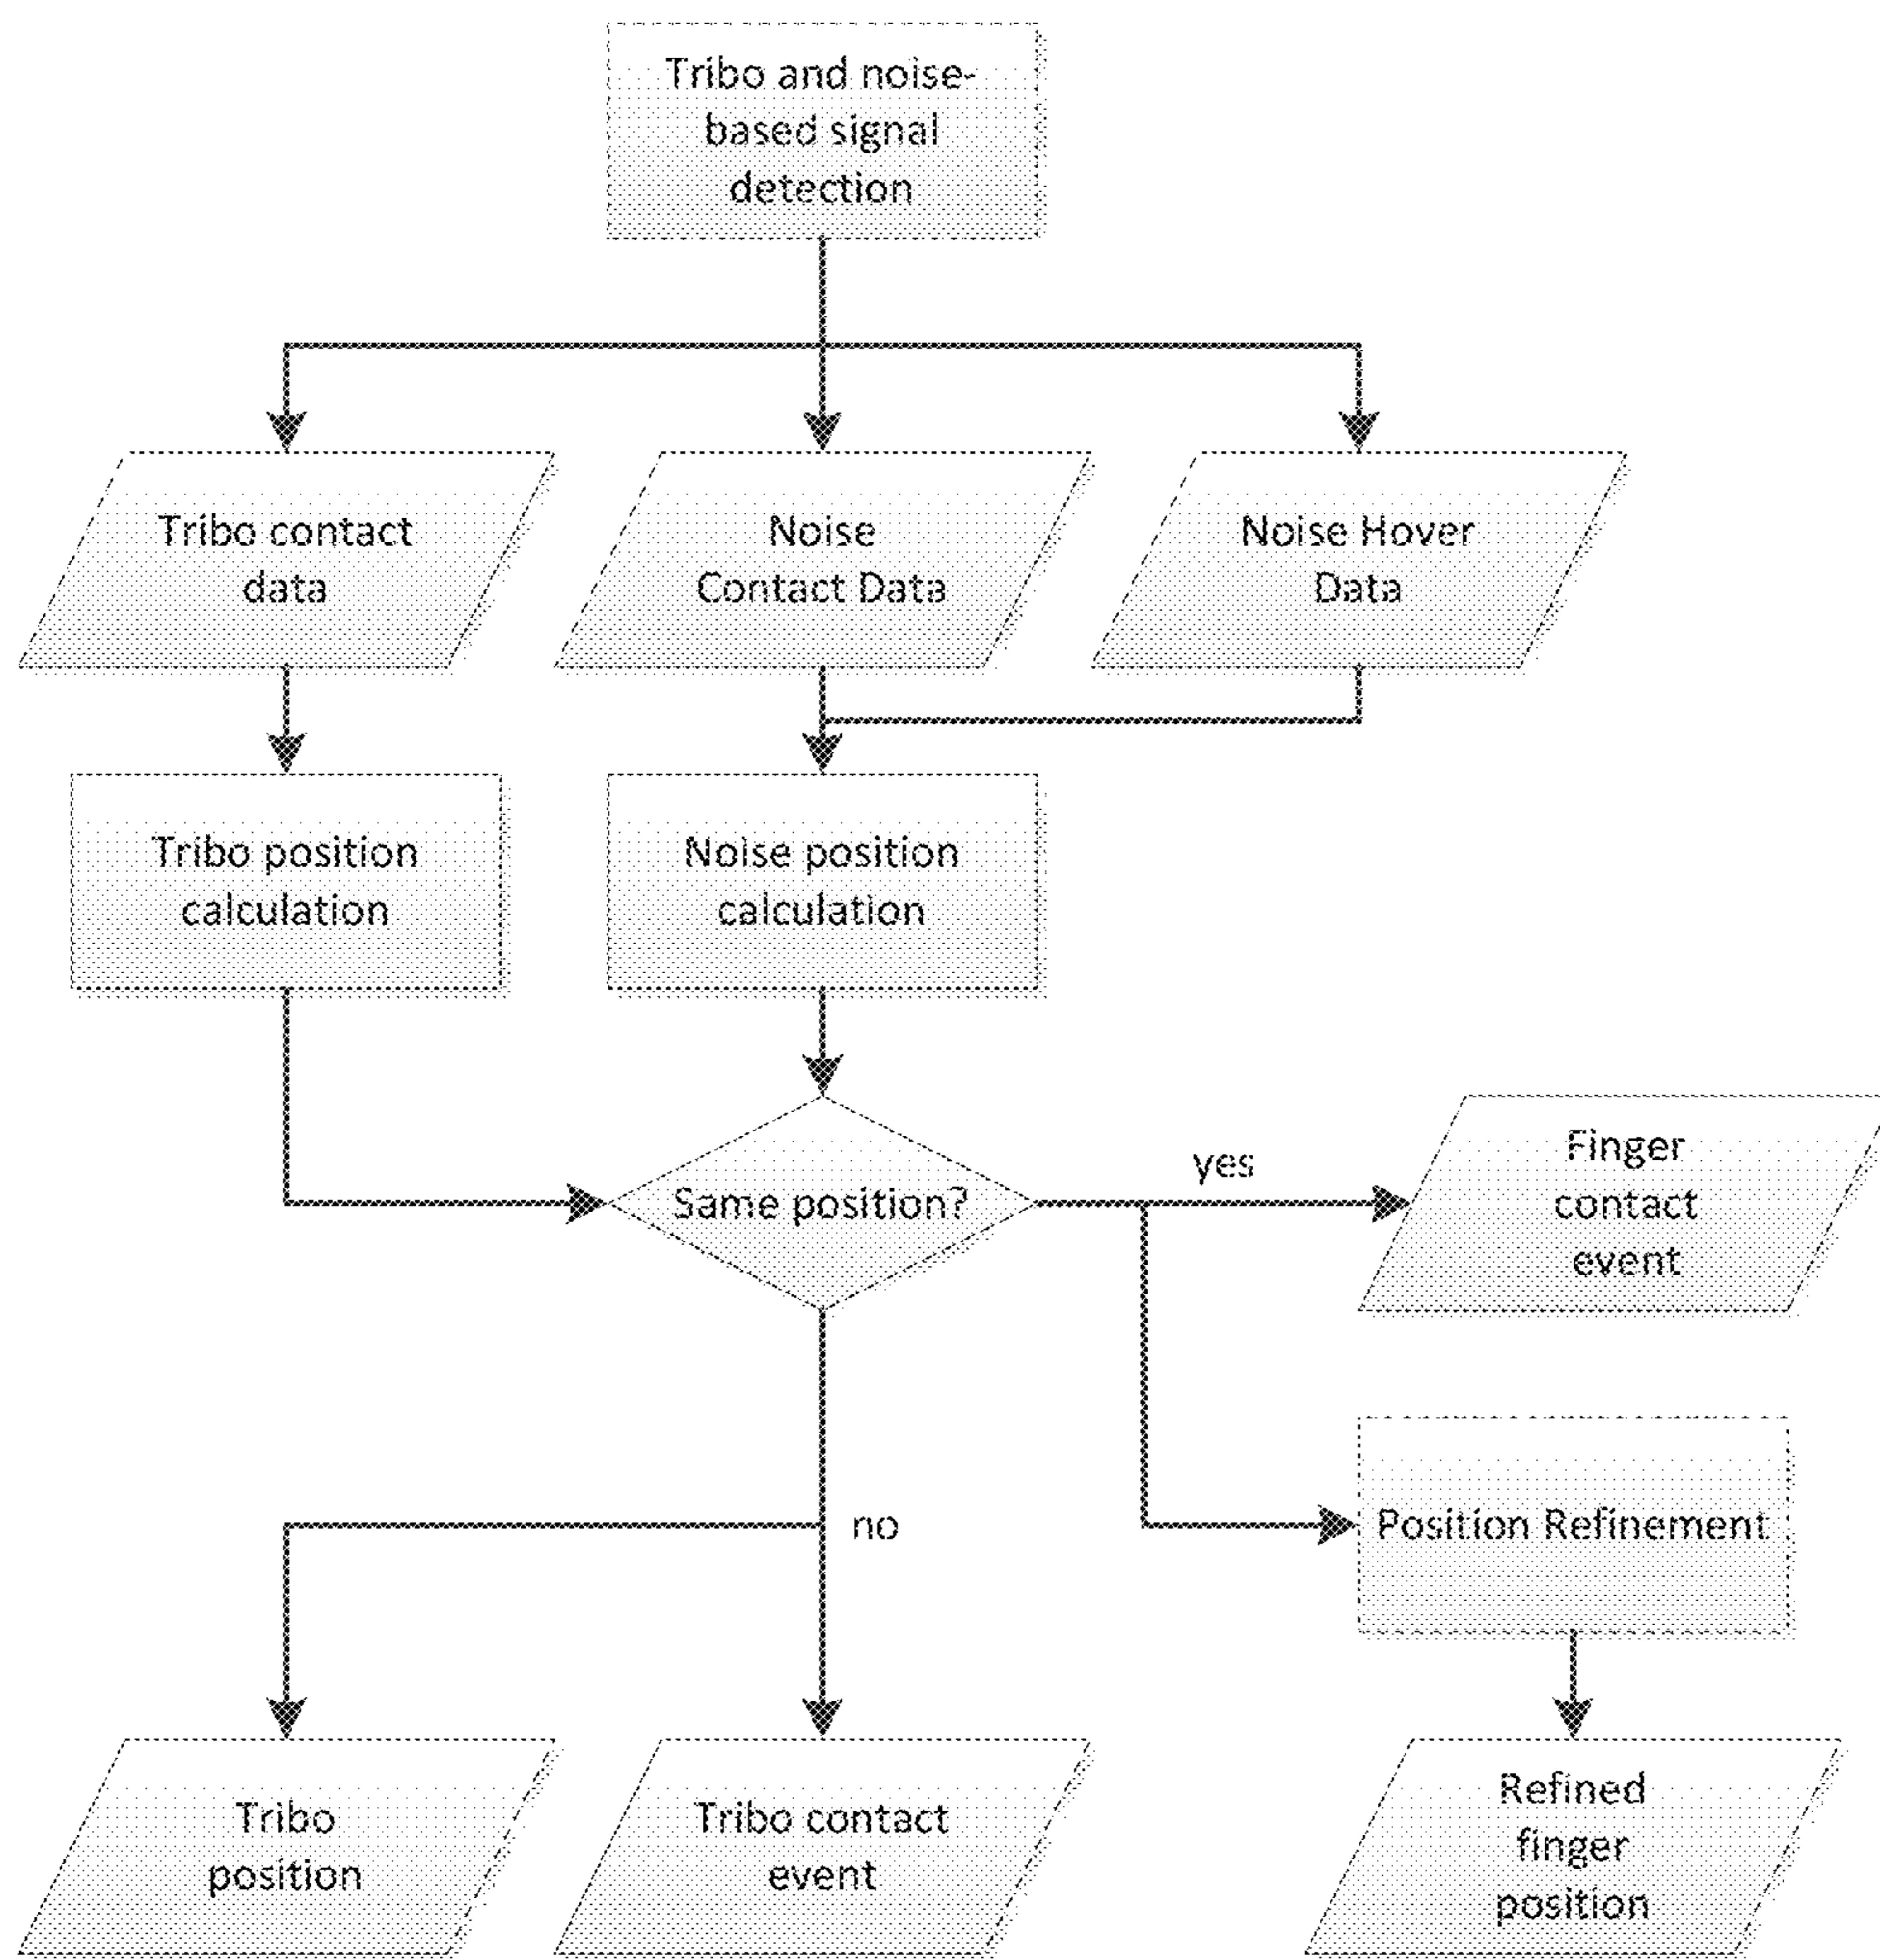 Tribo and noise-
based signal
detection
Tribo contact
data
Noise
Contact Data
Noise Hover
Data
Tribo position
calculation
Noise position
calculation
Same position?
yes
Finger
contact
event
no
Position Refinement
Tribo
position
Tribo contact
event
Refined
finger
position